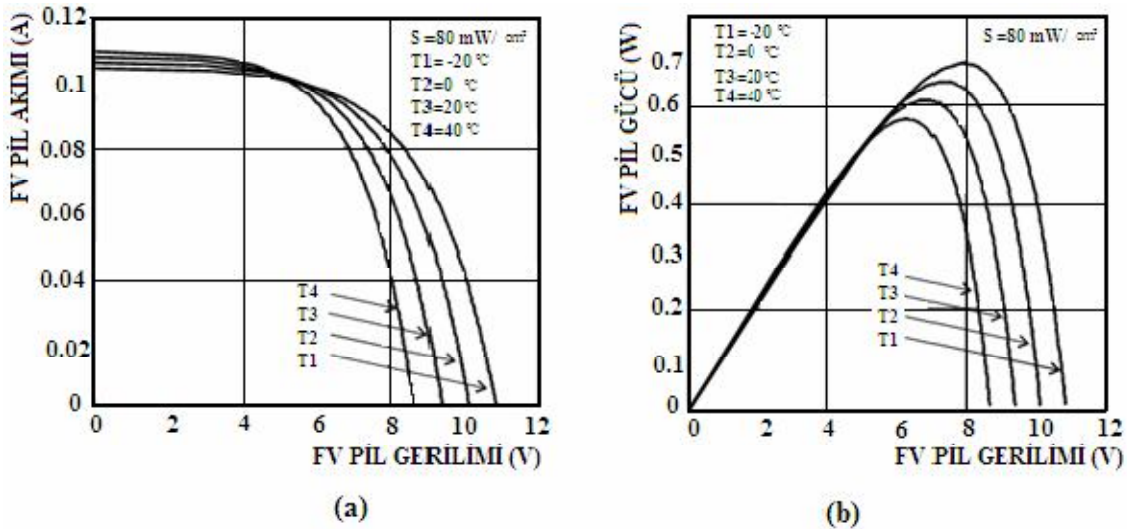 FV PİL AKIMI (A)
0.12
0.1
0.08
0.06
0.04
0.02
0
S =80 mW/ cm²
T1= -20 ℃
T2=0 ℃
T3=20℃
T4=40 ℃
T4
T3
T2
T1
0 2 4 6 8 10 12
FV PİL GERİLİMİ (V)
(a)
FV PİL GÜCÜ (W)
0.7
0.6
0.5
0.4
0.3
0.2
0.1
0
T1= -20 ℃
T2=0 ℃
T3=20℃
T4=40 ℃
S =80 mW/ cm²
T4
T3
T2
T1
0 2 4 6 8 10 12
FV PİL GERİLİMİ (V)
(b)